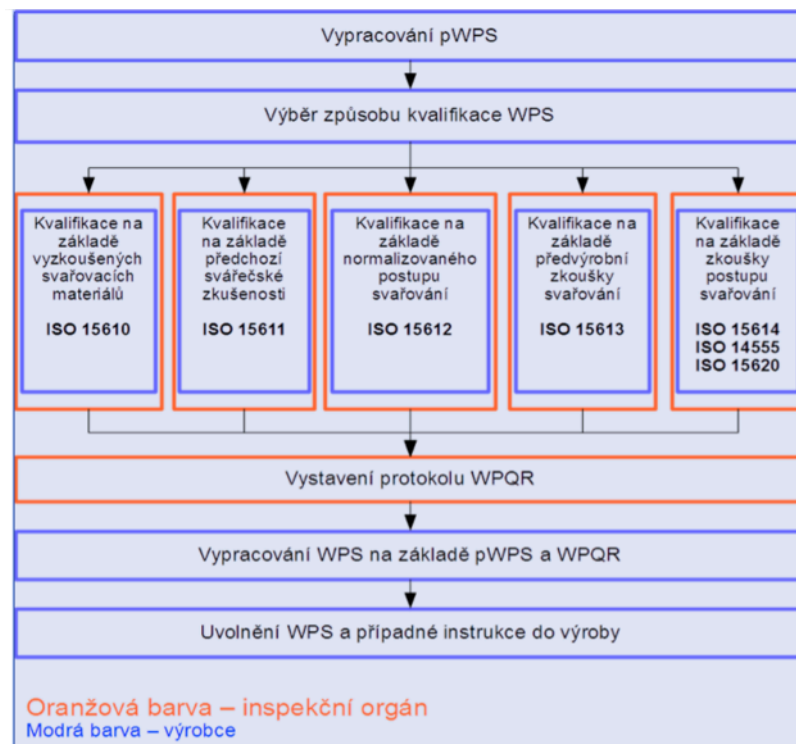 Vypracování pWPS
Výběr způsobu kvalifikace WPS
Kvalifikace na
základě
vyzkoušených
svařovacích
materiálů
ISO 15610
Kvalifikace
na základě
předchozí
svářečské
zkušenosti
ISO 15611
Kvalifikace na
základě
normalizovaného
postupu
svařování
ISO 15612
Kvalifikace na
základě
předvýrobní
zkoušky
svařování
ISO 15613
Kvalifikace
na základě
zkoušky
postupu
svařování
ISO 15614
ISO 14555
ISO 15620
Vystavení protokolu WPQR
Vypracování WPS na základě pWPS a WPQR
Uvolnění WPS a případné instrukce do výroby
Oranžová barva – inspekční orgán
Modrá barva – výrobce